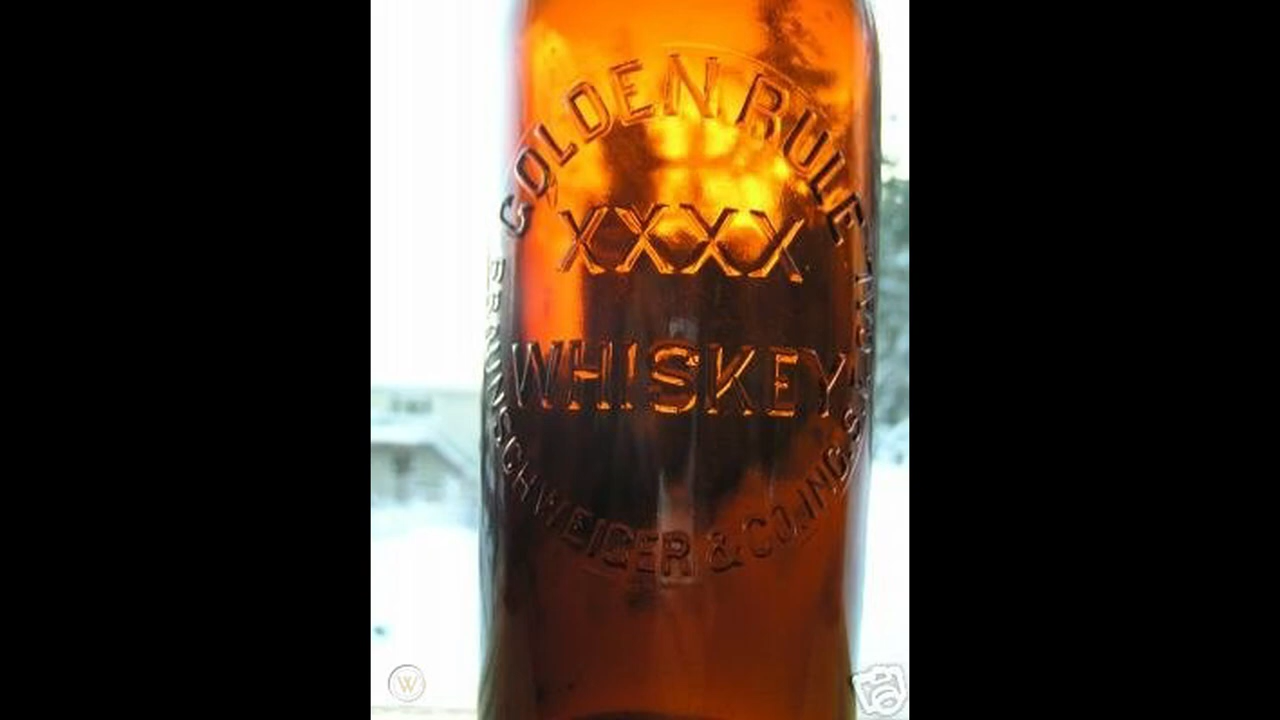 GOLDEN RULE
XXXX
WHISKEY
BRAUNSCHWEIGER & CO. INC. S.
W